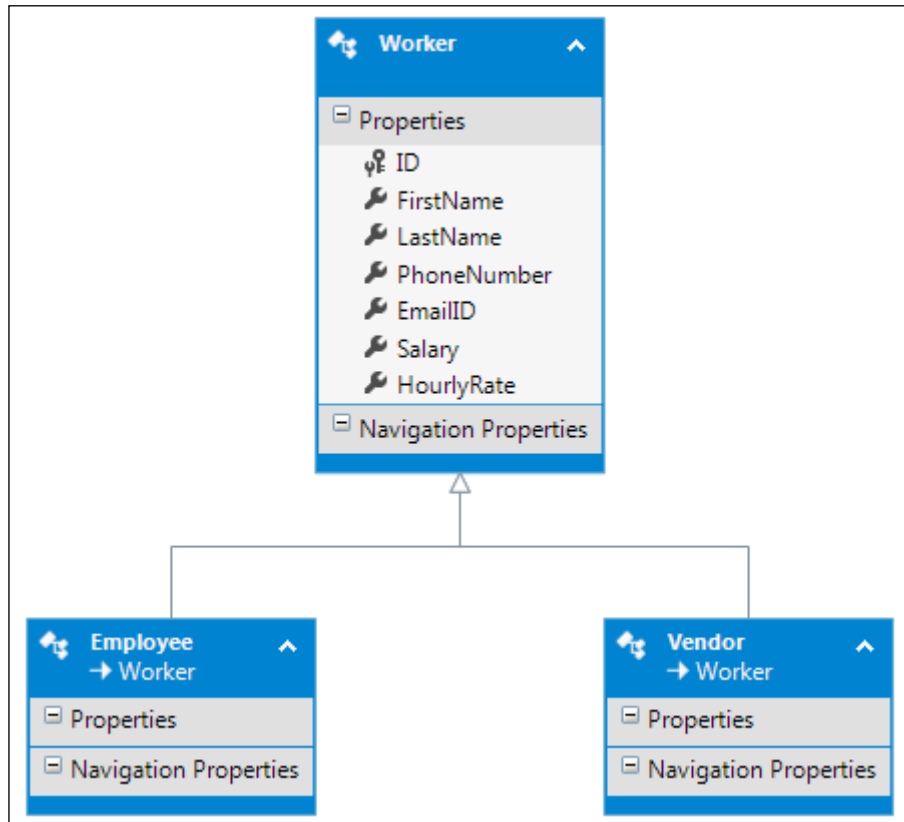 Worker
Properties
ID
FirstName
LastName
PhoneNumber
EmailID
Salary
HourlyRate
Navigation Properties
Employee
→ Worker
Properties
Navigation Properties
Vendor
→ Worker
Properties
Navigation Properties